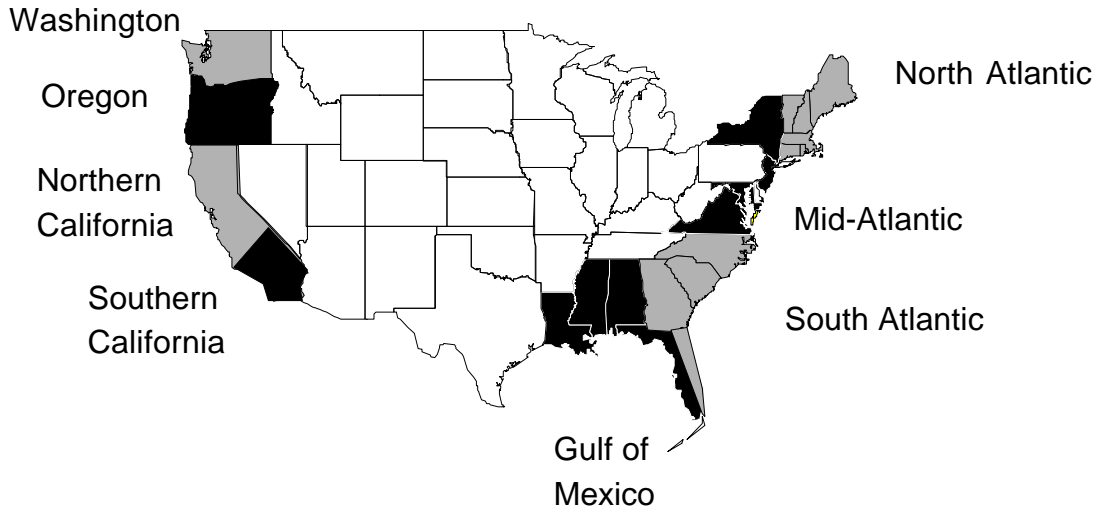 Washington
Oregon
Northern
California
Southern
California
North Atlantic
Mid-Atlantic
South Atlantic
Gulf of
Mexico